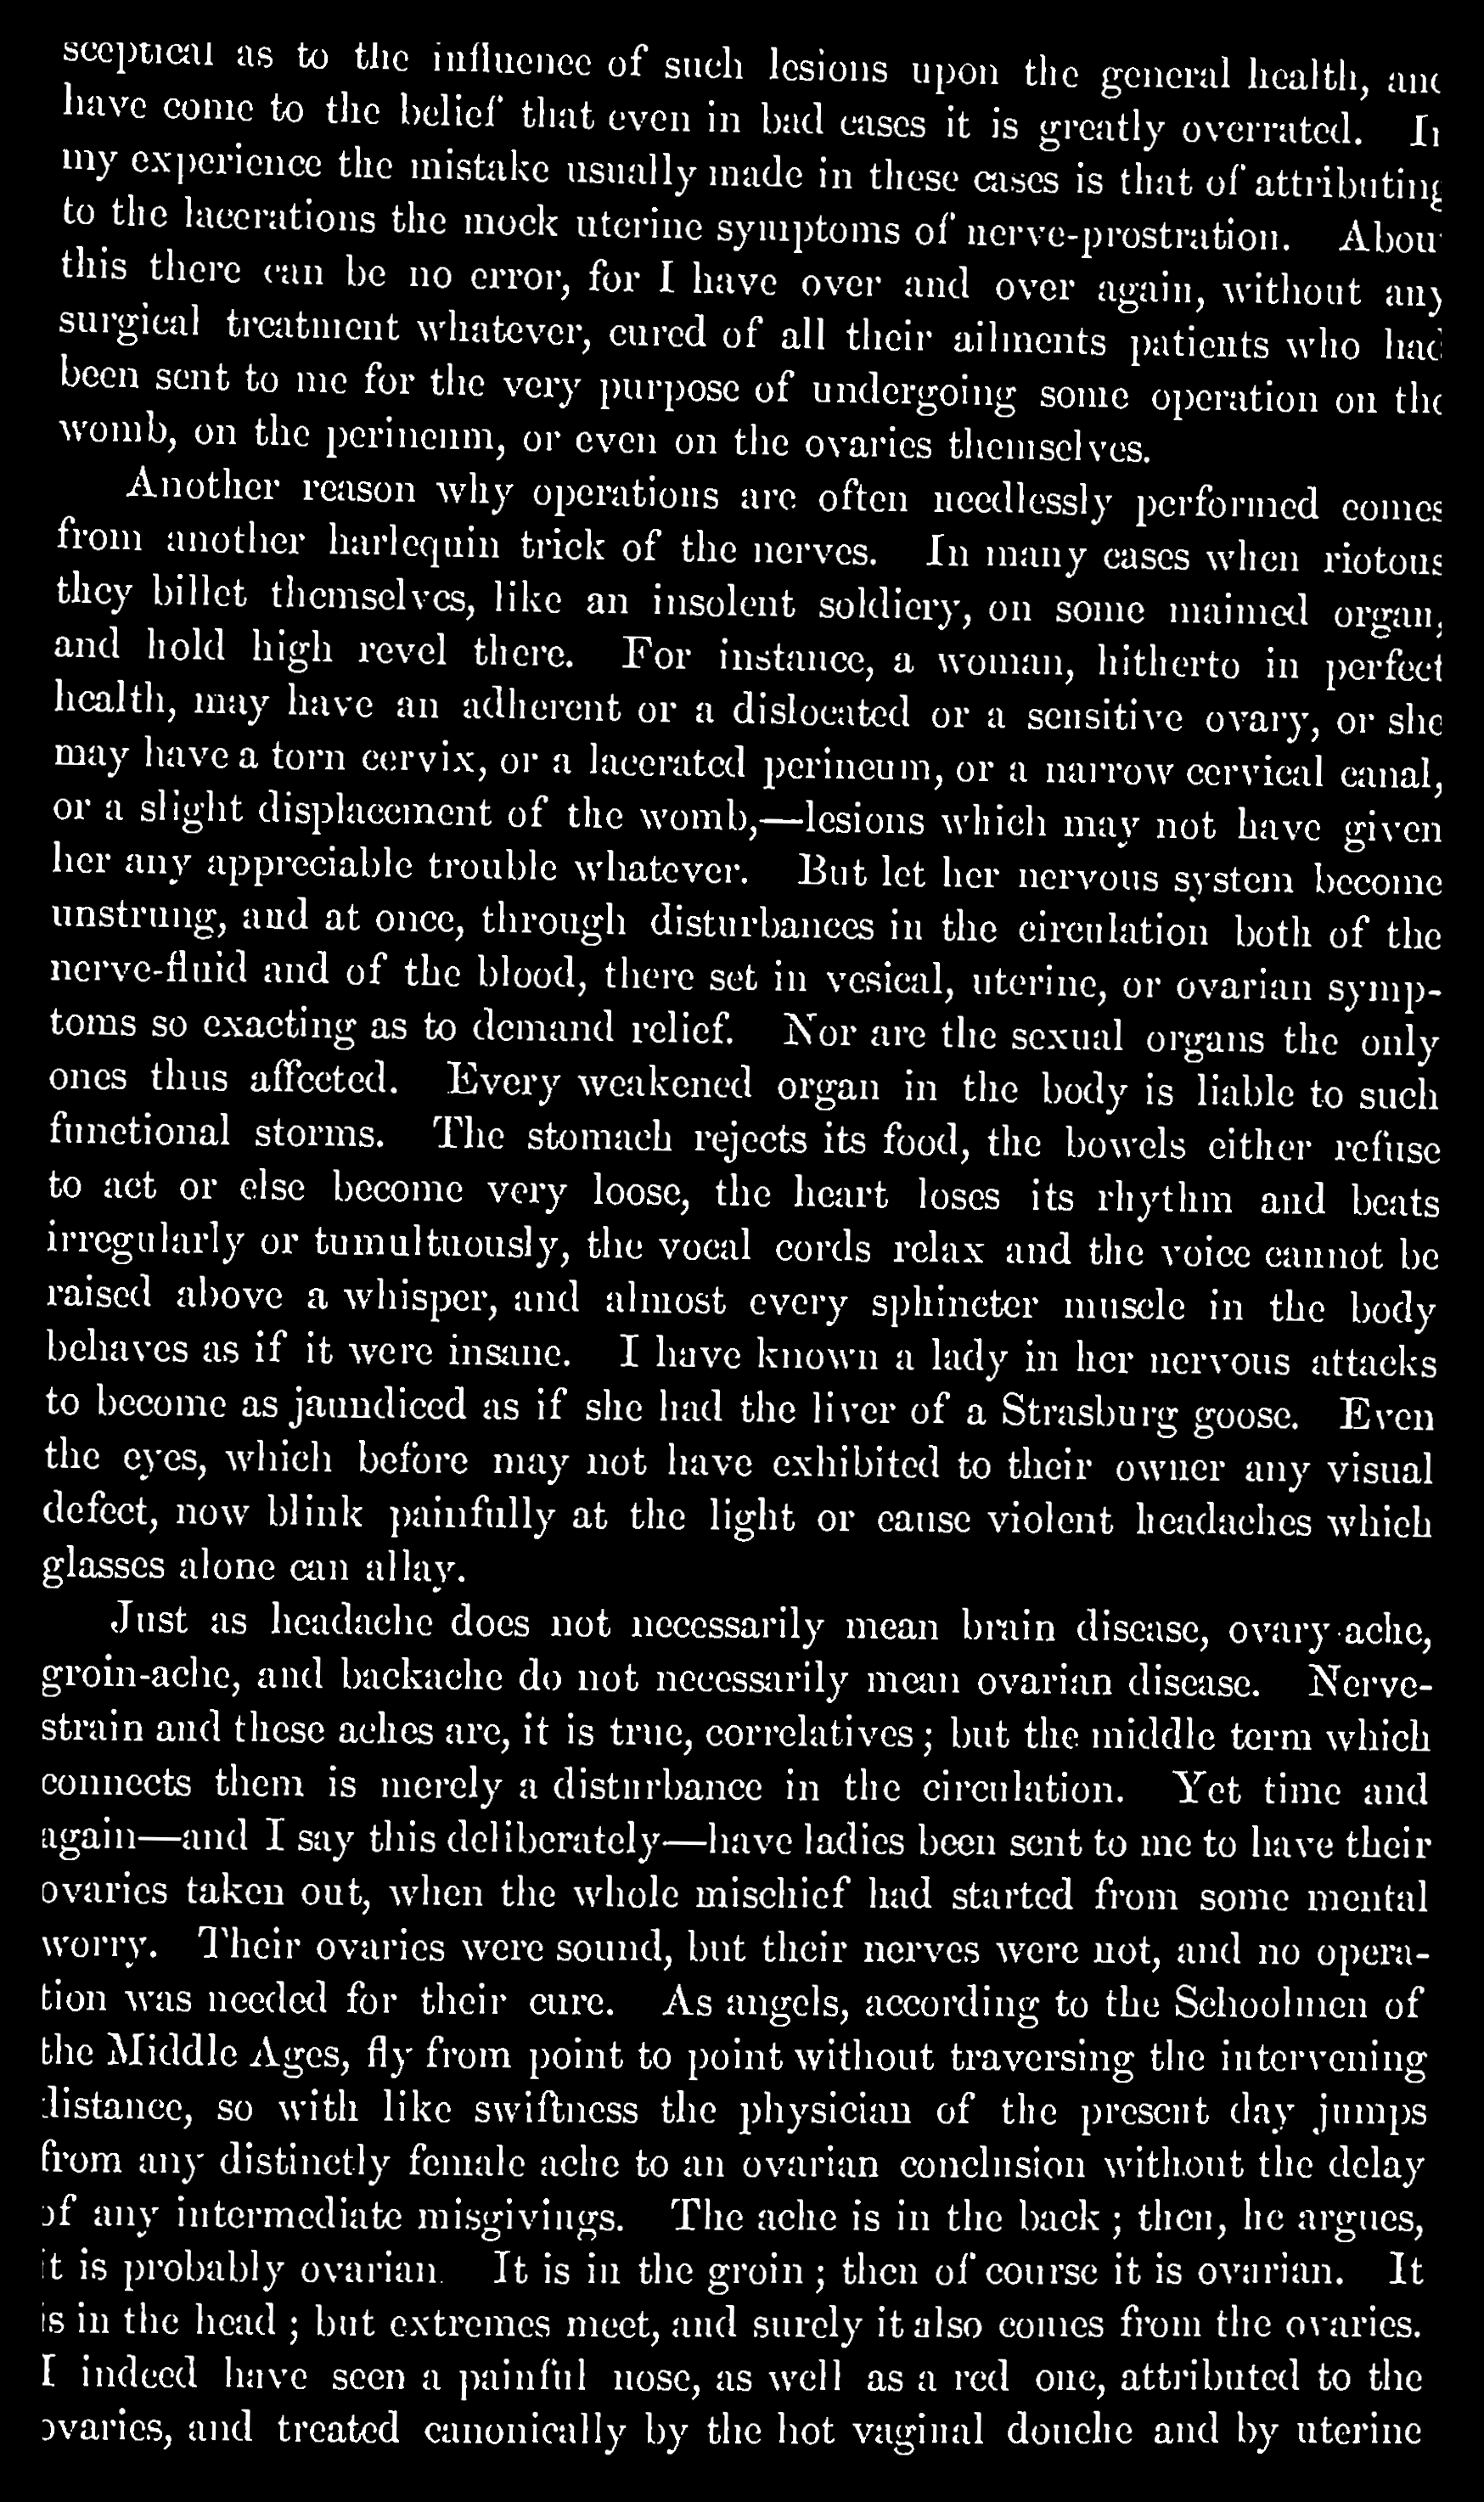 sceptical as to the influence of such lesions upon the general health, and
have come to the belief that even in bad cases it is greatly overrated. In
my experience the mistake usually made in these cases is that of attributing
to the lacerations the mock uterine symptoms of nerve-prostration. About
this there can be no error, for I have over and over again, without any
surgical treatment whatever, cured of all their ailments patients who had
been sent to me for the very purpose of undergoing some operation on the
womb, on the perineum, or even on the ovaries themselves.
Another reason why operations are often needlessly performed comes
from another harlequin trick of the nerves. In many cases when riotous
they billet themselves, like an insolent soldiery, on some maimed organ,
and hold high revel there. For instance, a woman, hitherto in perfect
health, may have an adherent or a dislocated or a sensitive ovary, or she
may have a torn cervix, or a lacerated perineum, or a narrow cervical canal,
or a slight displacement of the womb,—lesions which may not have given
her any appreciable trouble whatever. But let her nervous system become
unstrung, and at once, through disturbances in the circulation both of the
nerve-fluid and of the blood, there set in vesical, uterine, or ovarian symp-
toms so exacting as to demand relief. Nor are the sexual organs the only
ones thus affected. Every weakened organ in the body is liable to such
functional storms. The stomach rejects its food, the bowels either refuse
to act or else become very loose, the heart loses its rhythm and beats
irregularly or tumultuously, the vocal cords relax and the voice cannot be
raised above a whisper, and almost every sphincter muscle in the body
behaves as if it were insane. I have known a lady in her nervous attacks
to become as jaundiced as if she had the liver of a Strasburg goose. Even
the eyes, which before may not have exhibited to their owner any visual
defect, now blink painfully at the light or cause violent headaches which
glasses alone can allay.
Just as headache does not necessarily mean brain disease, ovary-ache,
groin-ache, and backache do not necessarily mean ovarian disease. Nerve-
strain and these aches are, it is true, correlatives; but the middle term which
connects them is merely a disturbance in the circulation. Yet time and
again—and I say this deliberately—have ladies been sent to me to have their
ovaries taken out, when the whole mischief had started from some mental
worry. Their ovaries were sound, but their nerves were not, and no opera-
tion was needed for their cure. As angels, according to the Schoolmen of
the Middle Ages, fly from point to point without traversing the intervening
distance, so with like swiftness the physician of the present day jumps
from any distinctly female ache to an ovarian conclusion without the delay
of any intermediate misgivings. The ache is in the back; then, he argues,
it is probably ovarian. It is in the groin; then of course it is ovarian. It
is in the head; but extremes meet, and surely it also comes from the ovaries.
I indeed have seen a painful nose, as well as a red one, attributed to the
ovaries, and treated canonically by the hot vaginal douche and by uterine